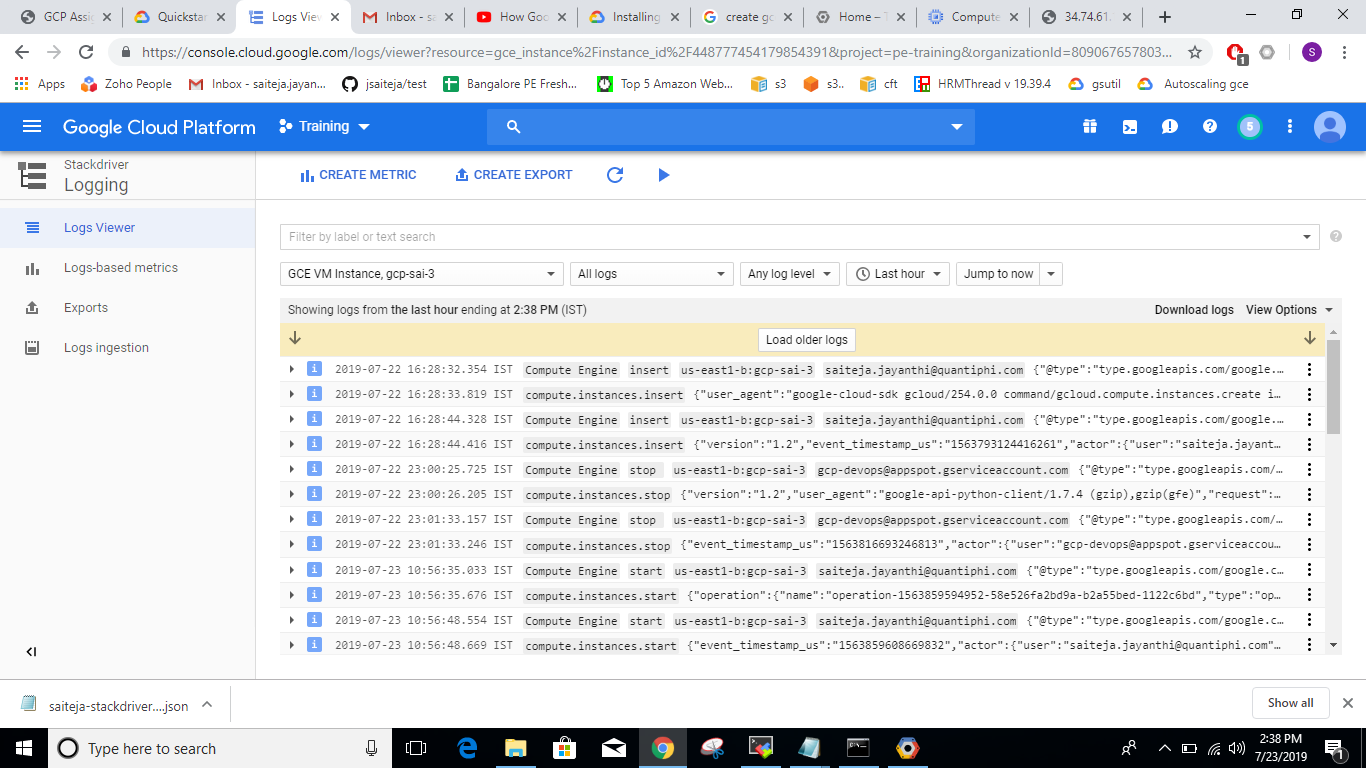 GCP Assig
Quickstar
Logs View
Inbox - sa
How Goo
Installing
create gc
Home – T
Compute
34.74.61.
https://console.cloud.google.com/logs/viewer?resource=gce_instance%2Finstance_id%2F448777454179854391&project=pe-training&organizationId=809067657803...
1
S
Apps
Zoho People
Inbox - saiteja.jayan...
jsaiteja/test
Bangalore PE Fresh...
Top 5 Amazon Web...
s3
s3..
cft
HRMThread v 19.39.4
gsutil
Autoscaling gce
Google Cloud Platform
Training
5
Stackdriver
Logging
CREATE METRIC
CREATE EXPORT
Logs Viewer
Logs-based metrics
Exports
Logs ingestion
Filter by label or text search
GCE VM Instance, gcp-sai-3
All logs
Any log level
Last hour
Jump to now
Showing logs from the last hour ending at 2:38 PM (IST)
Download logs
View Options
Load older logs
2019-07-22 16:28:32.354 IST Compute Engine insert us-east1-b:gcp-sai-3 saiteja.jayanthi@quantiphi.com {"@type":"type.googleapis.com/google.…
2019-07-22 16:28:33.819 IST compute.instances.insert {"user_agent":"google-cloud-sdk gcloud/254.0.0 command/gcloud.compute.instances.create i…
2019-07-22 16:28:44.328 IST Compute Engine insert us-east1-b:gcp-sai-3 saiteja.jayanthi@quantiphi.com {"@type":"type.googleapis.com/google.…
2019-07-22 16:28:44.416 IST compute.instances.insert {"version":"1.2","event_timestamp_us":"1563793124416261","actor":{"user":"saiteja.jayant…
2019-07-22 23:00:25.725 IST Compute Engine stop us-east1-b:gcp-sai-3 gcp-devops@appspot.gserviceaccount.com {"@type":"type.googleapis.com/…
2019-07-22 23:00:26.205 IST compute.instances.stop {"version":"1.2","user_agent":"google-api-python-client/1.7.4 (gzip),gzip(gfe)","request":…
2019-07-22 23:01:33.157 IST Compute Engine stop us-east1-b:gcp-sai-3 gcp-devops@appspot.gserviceaccount.com {"@type":"type.googleapis.com/…
2019-07-22 23:01:33.246 IST compute.instances.stop {"event_timestamp_us":"1563816693246813","actor":{"user":"gcp-devops@appspot.gserviceaccou…
2019-07-23 10:56:35.033 IST Compute Engine start us-east1-b:gcp-sai-3 saiteja.jayanthi@quantiphi.com {"@type":"type.googleapis.com/google.c…
2019-07-23 10:56:35.676 IST compute.instances.start {"operation":{"name":"operation-1563859594952-58e526fa2bd9a-b2a55bed-1122c6bd","type":"op…
2019-07-23 10:56:48.554 IST Compute Engine start us-east1-b:gcp-sai-3 saiteja.jayanthi@quantiphi.com {"@type":"type.googleapis.com/google.c…
2019-07-23 10:56:48.669 IST compute.instances.start {"event_timestamp_us":"1563859608669832","actor":{"user":"saiteja.jayanthi@quantiphi.com"…
saiteja-stackdriver....json
Show all
Type here to search
2:38 PM
7/23/2019
1